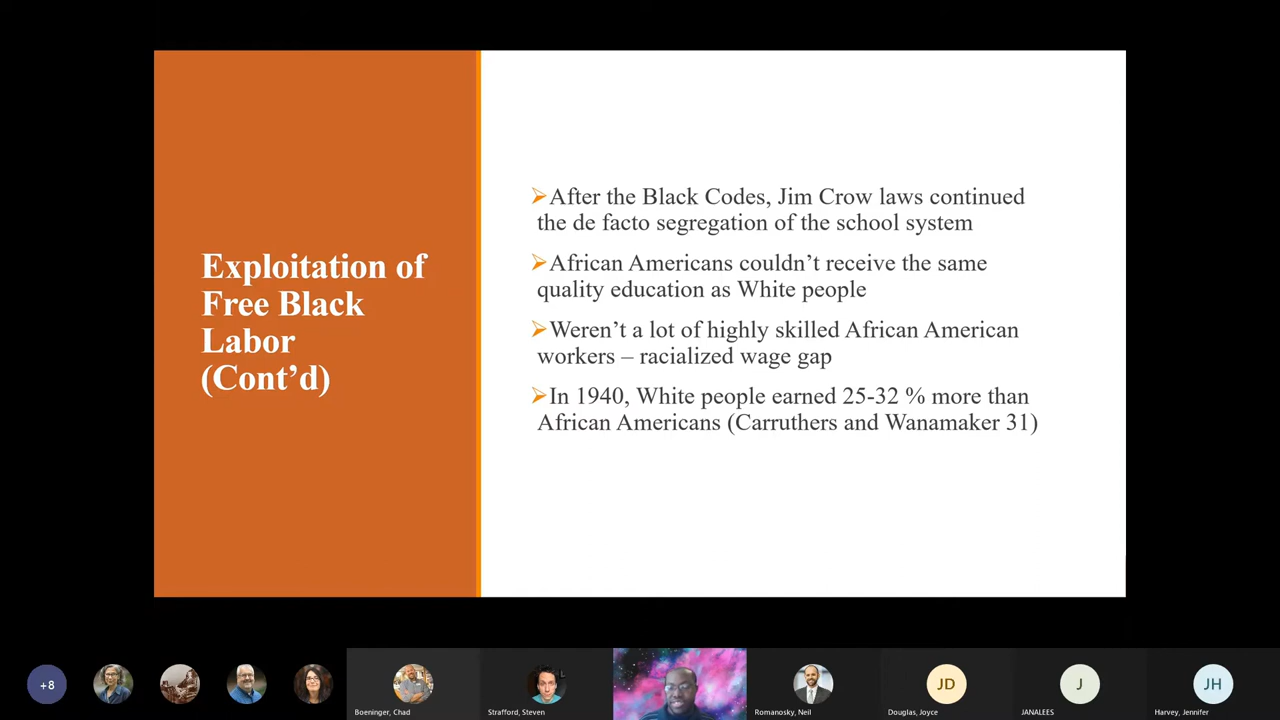 Exploitation of
Free Black
Labor
(Cont’d)
After the Black Codes, Jim Crow laws continued
the de facto segregation of the school system
African Americans couldn’t receive the same
quality education as White people
Weren’t a lot of highly skilled African American
workers – racialized wage gap
In 1940, White people earned 25-32 % more than
African Americans (Carruthers and Wanamaker 31)
+8
JD
J
JH
Boeninger, Chad
Strafford, Steven
Romanosky, Neil
Douglas, Joyce
JANALEES
Harvey, Jennifer